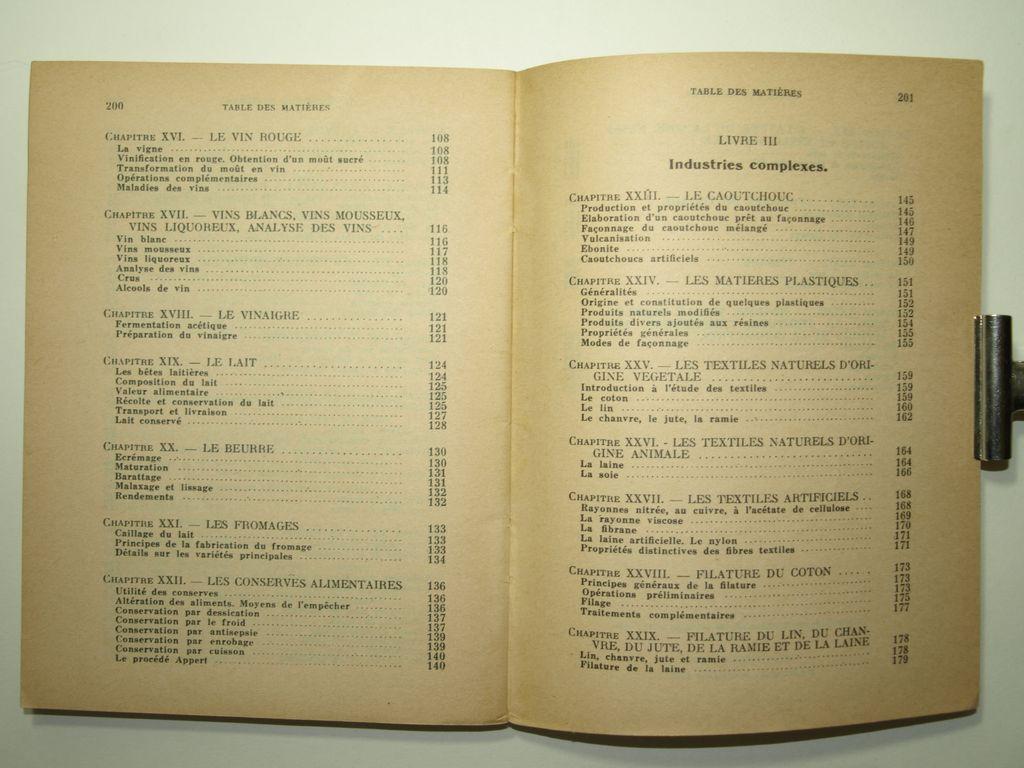 200
TABLE DES MATIÈRES
CHAPITRE XVI. — LE VIN ROUGE .......... 108
La vigne .......... 108
Vinification en rouge. Obtention d'un moût sucré .......... 108
Transformation du moût en vin .......... 111
Opérations complémentaires .......... 113
Maladies des vins .......... 114
CHAPITRE XVII. — VINS BLANCS, VINS MOUSSEUX,
VINS LIQUOREUX, ANALYSE DES VINS .... 116
Vin blanc .......... 116
Vins mousseux .......... 117
Vins liquoreux .......... 118
Analyse des vins .......... 118
Crus .......... 120
Alcools de vin .......... 120
CHAPITRE XVIII. — LE VINAIGRE .......... 121
Fermentation acétique .......... 121
Préparation du vinaigre .......... 121
CHAPITRE XIX. — LE LAIT .......... 124
Les bêtes laitières .......... 124
Composition du lait .......... 125
Valeur alimentaire .......... 125
Récolte et conservation du lait .......... 125
Transport et livraison .......... 127
Lait conservé .......... 128
CHAPITRE XX. — LE BEURRE .......... 130
Ecrémage .......... 130
Maturation .......... 131
Barattage .......... 131
Malaxage et lissage .......... 132
Rendements .......... 132
CHAPITRE XXI. — LES FROMAGES .......... 133
Caillage du lait .......... 133
Principes de la fabrication du fromage .......... 133
Détails sur les variétés principales .......... 134
CHAPITRE XXII. — LES CONSERVES ALIMENTAIRES 136
Utilité des conserves .......... 136
Altération des aliments. Moyens de l'empêcher .......... 136
Conservation par dessication .......... 137
Conservation par le froid .......... 137
Conservation par antisepsie .......... 139
Conservation par enrobage .......... 139
Conservation par cuisson .......... 140
Le procédé Appert .......... 140
TABLE DES MATIÈRES
201
LIVRE III
Industries complexes.
CHAPITRE XXIII. — LE CAOUTCHOUC .......... 145
Production et propriétés du caoutchouc .......... 145
Elaboration d'un caoutchouc prêt au façonnage .......... 146
Façonnage du caoutchouc mélangé .......... 147
Vulcanisation .......... 149
Ebonite .......... 149
Caoutchoucs artificiels .......... 150
CHAPITRE XXIV. — LES MATIERES PLASTIQUES .. 151
Généralités .......... 151
Origine et constitution de quelques plastiques .......... 152
Produits naturels modifiés .......... 152
Produits divers ajoutés aux résines .......... 154
Propriétés générales .......... 155
Modes de façonnage .......... 155
CHAPITRE XXV. — LES TEXTILES NATURELS D'ORI-
GINE VEGETALE .......... 159
Introduction à l'étude des textiles .......... 159
Le coton .......... 159
Le lin .......... 160
Le chanvre, le jute, la ramie .......... 162
CHAPITRE XXVI. - LES TEXTILES NATURELS D'ORI-
GINE ANIMALE .......... 164
La laine .......... 164
La soie .......... 166
CHAPITRE XXVII. — LES TEXTILES ARTIFICIELS .. 168
Rayonnes nitrée, au cuivre, à l'acétate de cellulose .... 168
La rayonne viscose .......... 169
La fibrane .......... 170
La laine artificielle. Le nylon .......... 171
Propriétés distinctives des fibres textiles .......... 171
CHAPITRE XXVIII. — FILATURE DU COTON ..... 173
Principes généraux de la filature .......... 173
Opérations préliminaires .......... 173
Filage .......... 175
Traitements complémentaires .......... 177
CHAPITRE XXIX. — FILATURE DU LIN, DU CHAN-
VRE, DU JUTE, DE LA RAMIE ET DE LA LAINE 178
Lin, chanvre, jute et ramie .......... 178
Filature de la laine .......... 179